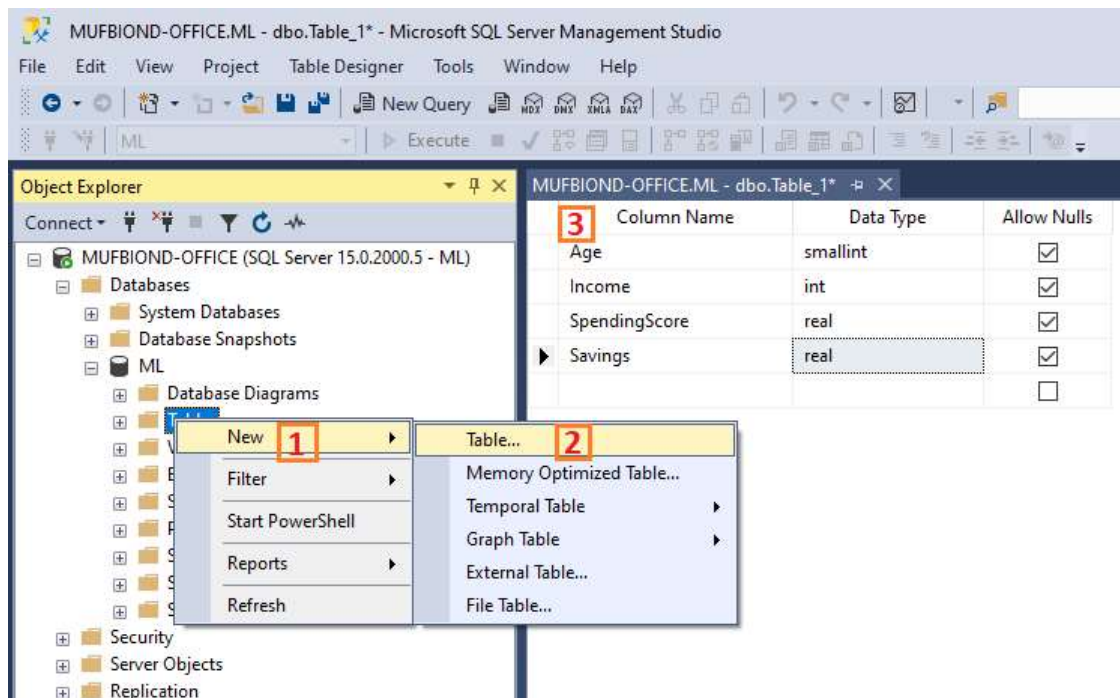 MUFBIOND-OFFICE.ML - dbo.Table_1* - Microsoft SQL Server Management Studio
File Edit View Project Table Designer Tools Window Help
New Query MDX DMX XMLA DAX
ML Execute
Object Explorer
Connect
MUFBIOND-OFFICE (SQL Server 15.0.2000.5 - ML)
Databases
System Databases
Database Snapshots
ML
Database Diagrams
New 1
Filter
Start PowerShell
Reports
Refresh
Table... 2
Memory Optimized Table...
Temporal Table
Graph Table
External Table...
File Table...
Security
Server Objects
Replication
MUFBIOND-OFFICE.ML - dbo.Table_1*
3 Column Name Data Type Allow Nulls
Age smallint
Income int
SpendingScore real
Savings real